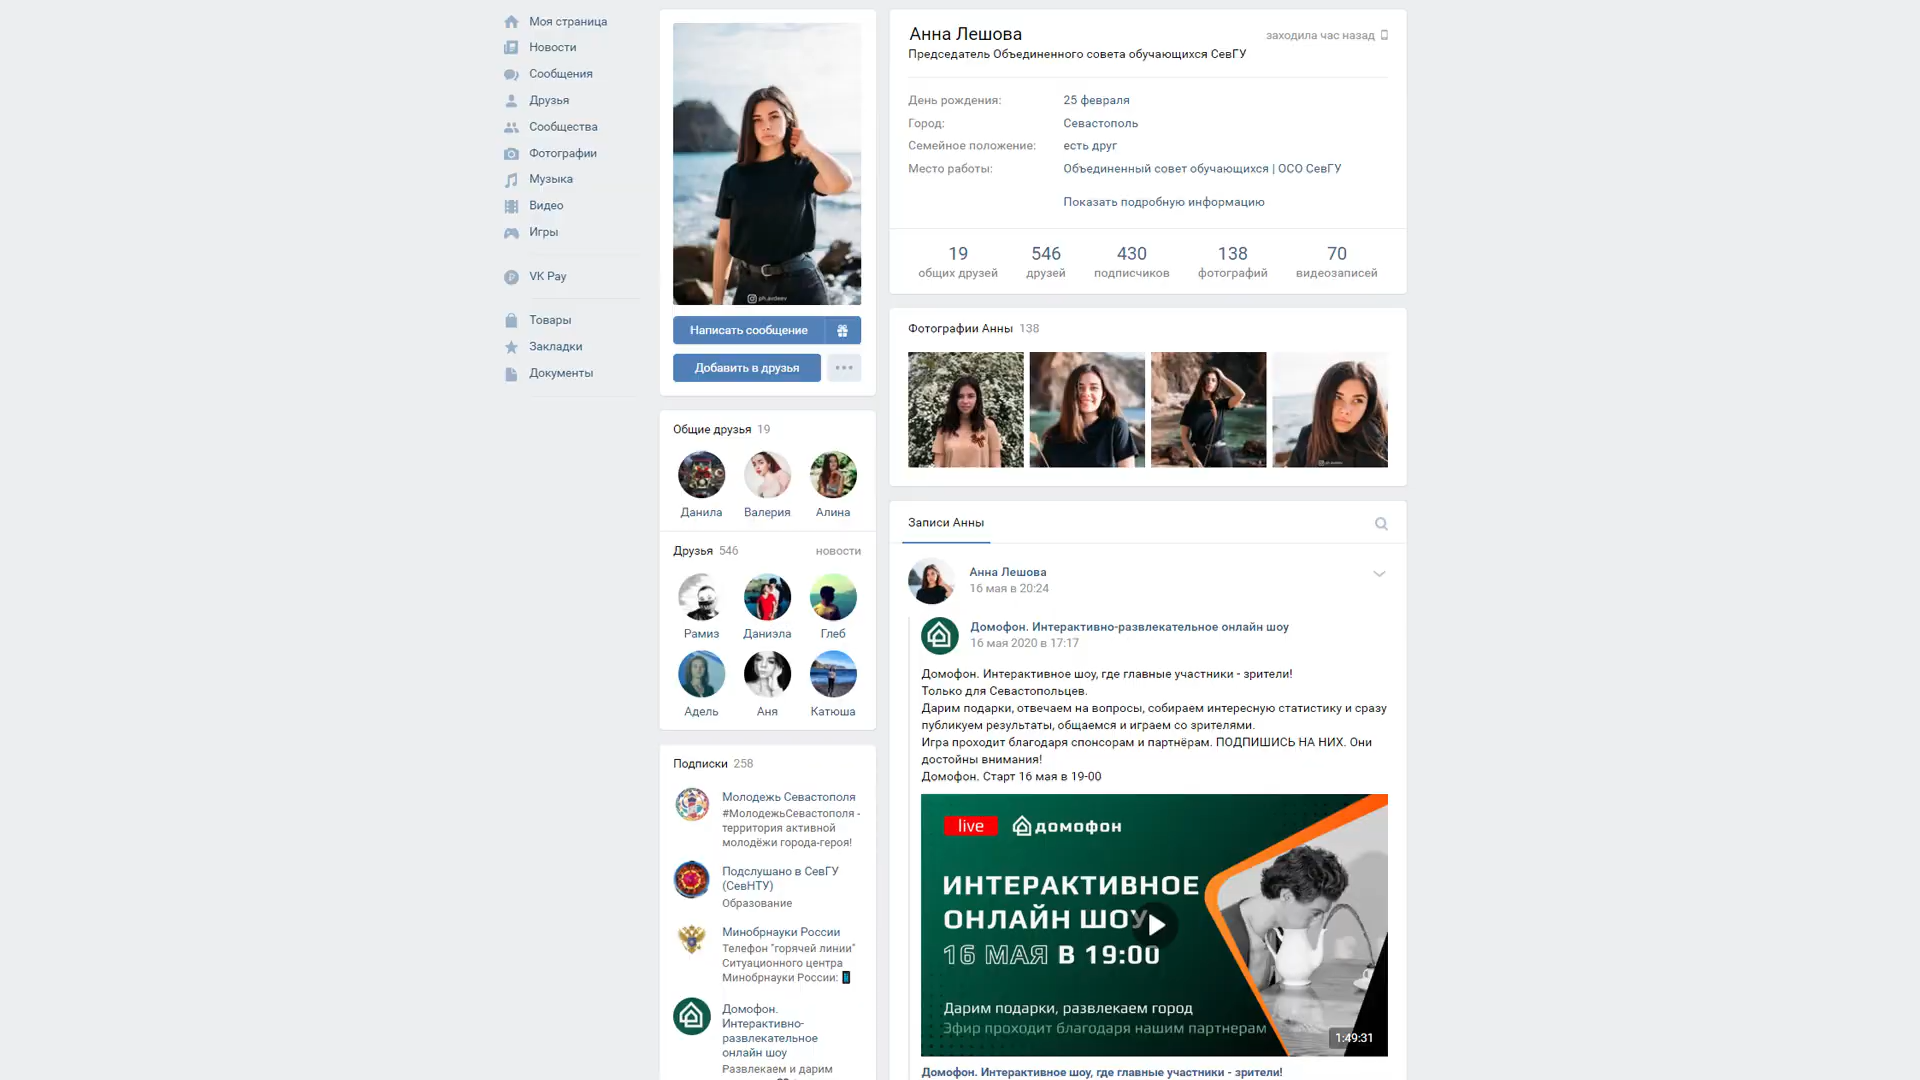 Моя страница
Новости
Сообщения
Друзья
Сообщества
Фотографии
Музыка
Видео
Игры
VK Pay
Товары
Закладки
Документы
ph.avdeev
Написать сообщение
Добавить в друзья
Общие друзья 19
Данила Валерия Алина
Друзья 546 новости
Рамиз Даниэла Глеб
Адель Аня Катюша
Подписки 258
Молодежь Севастополя
#МолодежьСевастополя -
территория активной
молодёжи города-героя!
Подслушано в СевГУ
(СевНТУ)
Образование
Минобрнауки России
Телефон "горячей линии"
Ситуационного центра
Минобрнауки России:
Домофон.
Интерактивно-
развлекательное
онлайн шоу
Развлекаем и дарим
Анна Лешова заходила час назад
Председатель Объединенного совета обучающихся СевГУ
День рождения: 25 февраля
Город: Севастополь
Семейное положение: есть друг
Место работы: Объединенный совет обучающихся | ОСО СевГУ
Показать подробную информацию
19 546 430 138 70
общих друзей друзей подписчиков фотографий видеозаписей
Фотографии Анны 138
ph.avdeev
Записи Анны
Анна Лешова
16 мая в 20:24
Домофон. Интерактивно-развлекательное онлайн шоу
16 мая 2020 в 17:17
Домофон. Интерактивное шоу, где главные участники - зрители!
Только для Севастопольцев.
Дарим подарки, отвечаем на вопросы, собираем интересную статистику и сразу
публикуем результаты, общаемся и играем со зрителями.
Игра проходит благодаря спонсорам и партнёрам. ПОДПИШИСЬ НА НИХ. Они
достойны внимания!
Домофон. Старт 16 мая в 19-00
live домофон
ИНТЕРАКТИВНОЕ
ОНЛАЙН ШОУ
16 МАЯ В 19:00
Дарим подарки, развлекаем город
Эфир проходит благодаря нашим партнерам
1:49:31
Домофон. Интерактивное шоу, где главные участники - зрители!